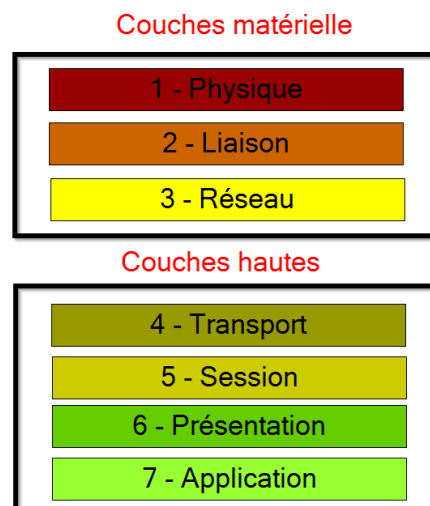 Couches matérielle
1 - Physique
2 - Liaison
3 - Réseau
Couches hautes
4 - Transport
5 - Session
6 - Présentation
7 - Application